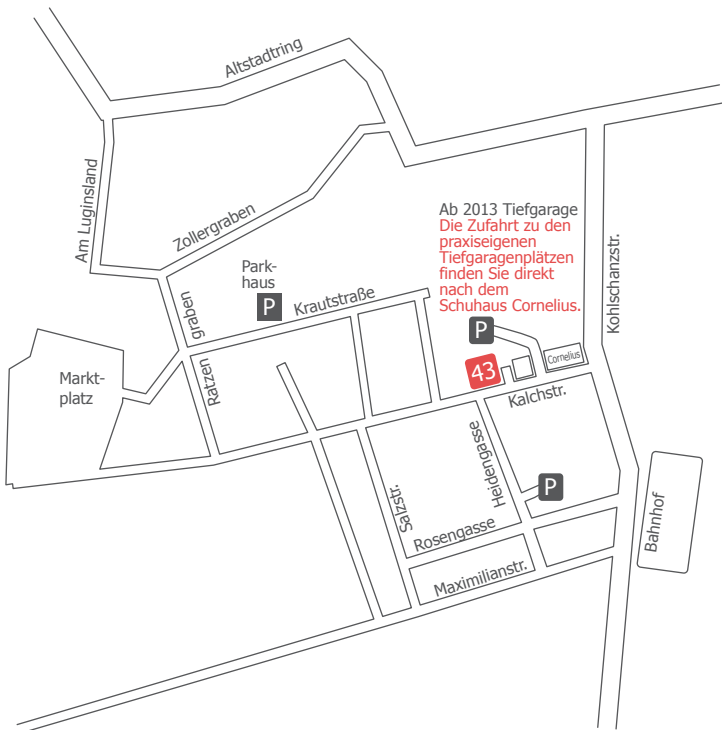 Altstadtring
Am Luginsland
Zollergraben
Ab 2013 Tiefgarage
Die Zufahrt zu den
praxiseigenen
Tiefgaragenplätzen
finden Sie direkt
nach dem
Schuhaus Cornelius.
Kohlschanzstr.
Park-
haus
P
Krautstraße
graben
Ratzen
P
Cornelius
43
Kalchstr.
Markt-
platz
Heidengasse
P
Salzstr.
Rosengasse
Bahnhof
Maximilianstr.